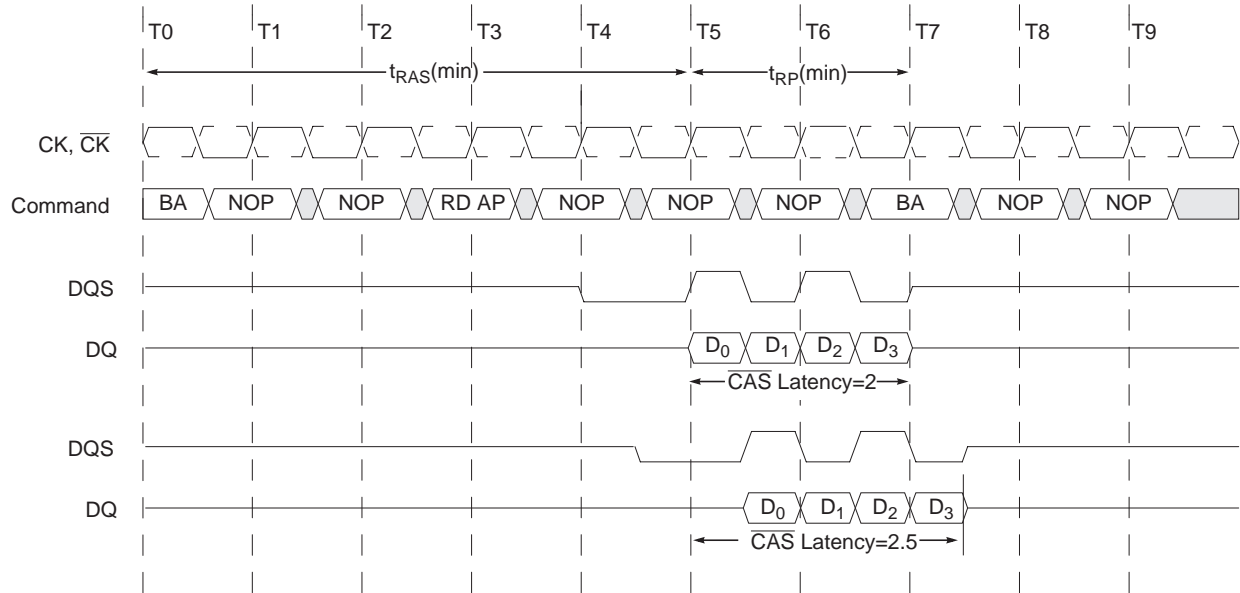 T0 T1 T2 T3 T4 T5 T6 T7 T8 T9
tRAS(min) tRP(min)
CK, CK
Command BA NOP NOP RD AP NOP NOP NOP BA NOP NOP
DQS
DQ D0 D1 D2 D3
CAS Latency=2
DQS
DQ D0 D1 D2 D3
CAS Latency=2.5